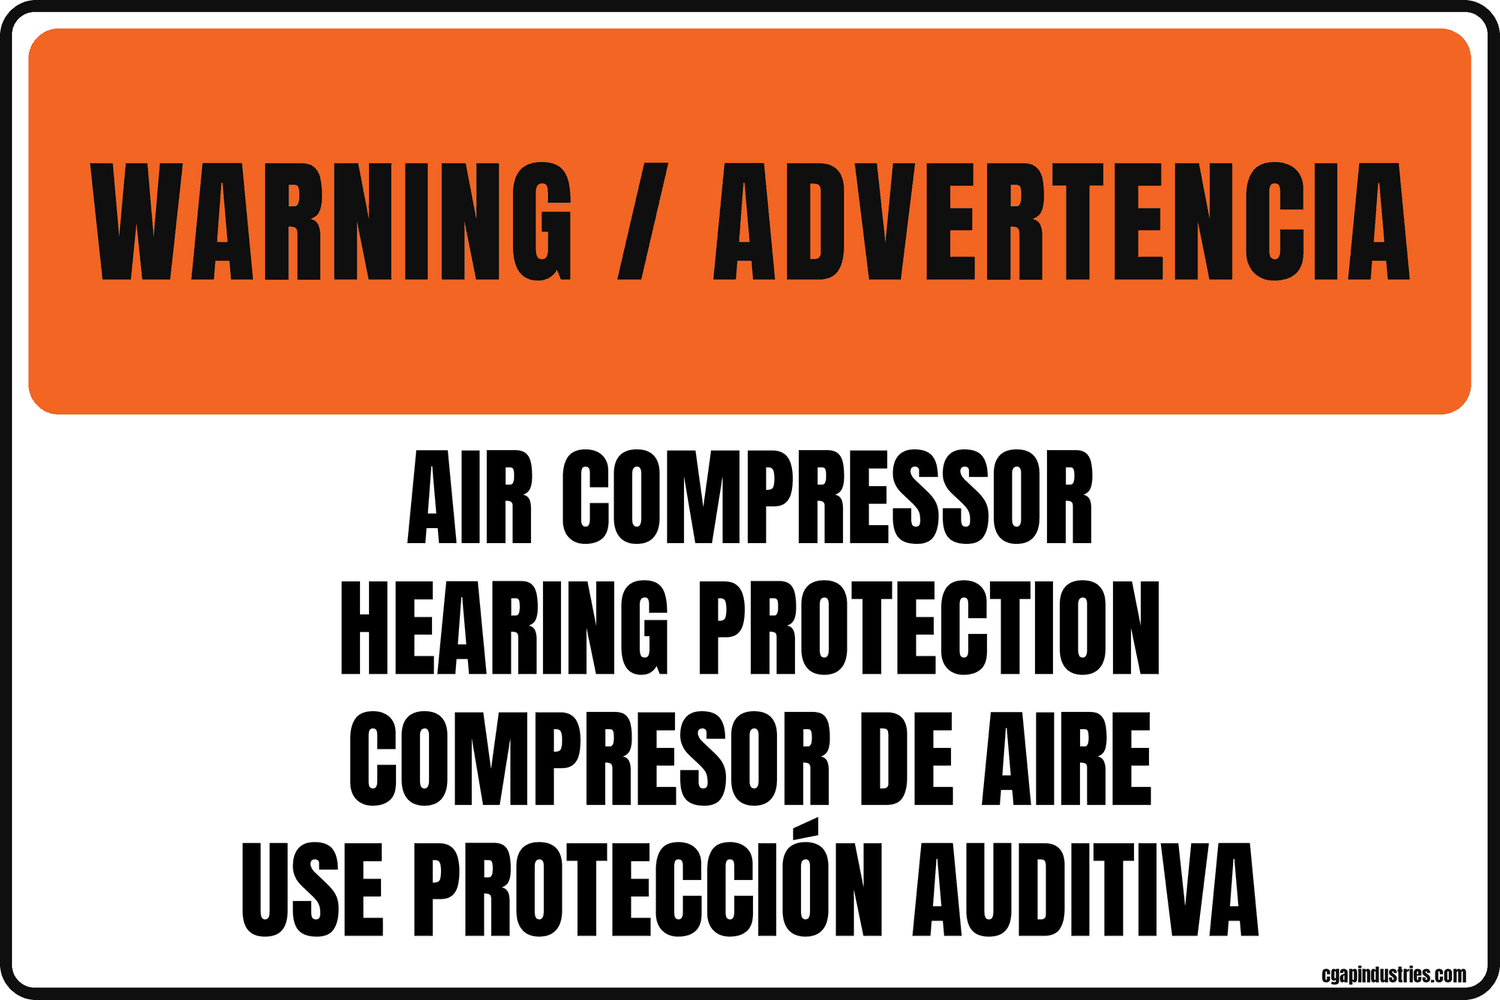 WARNING / ADVERTENCIA
AIR COMPRESSOR
HEARING PROTECTION
COMPRESOR DE AIRE
USE PROTECCIÓN AUDITIVA
cgapindustries.com